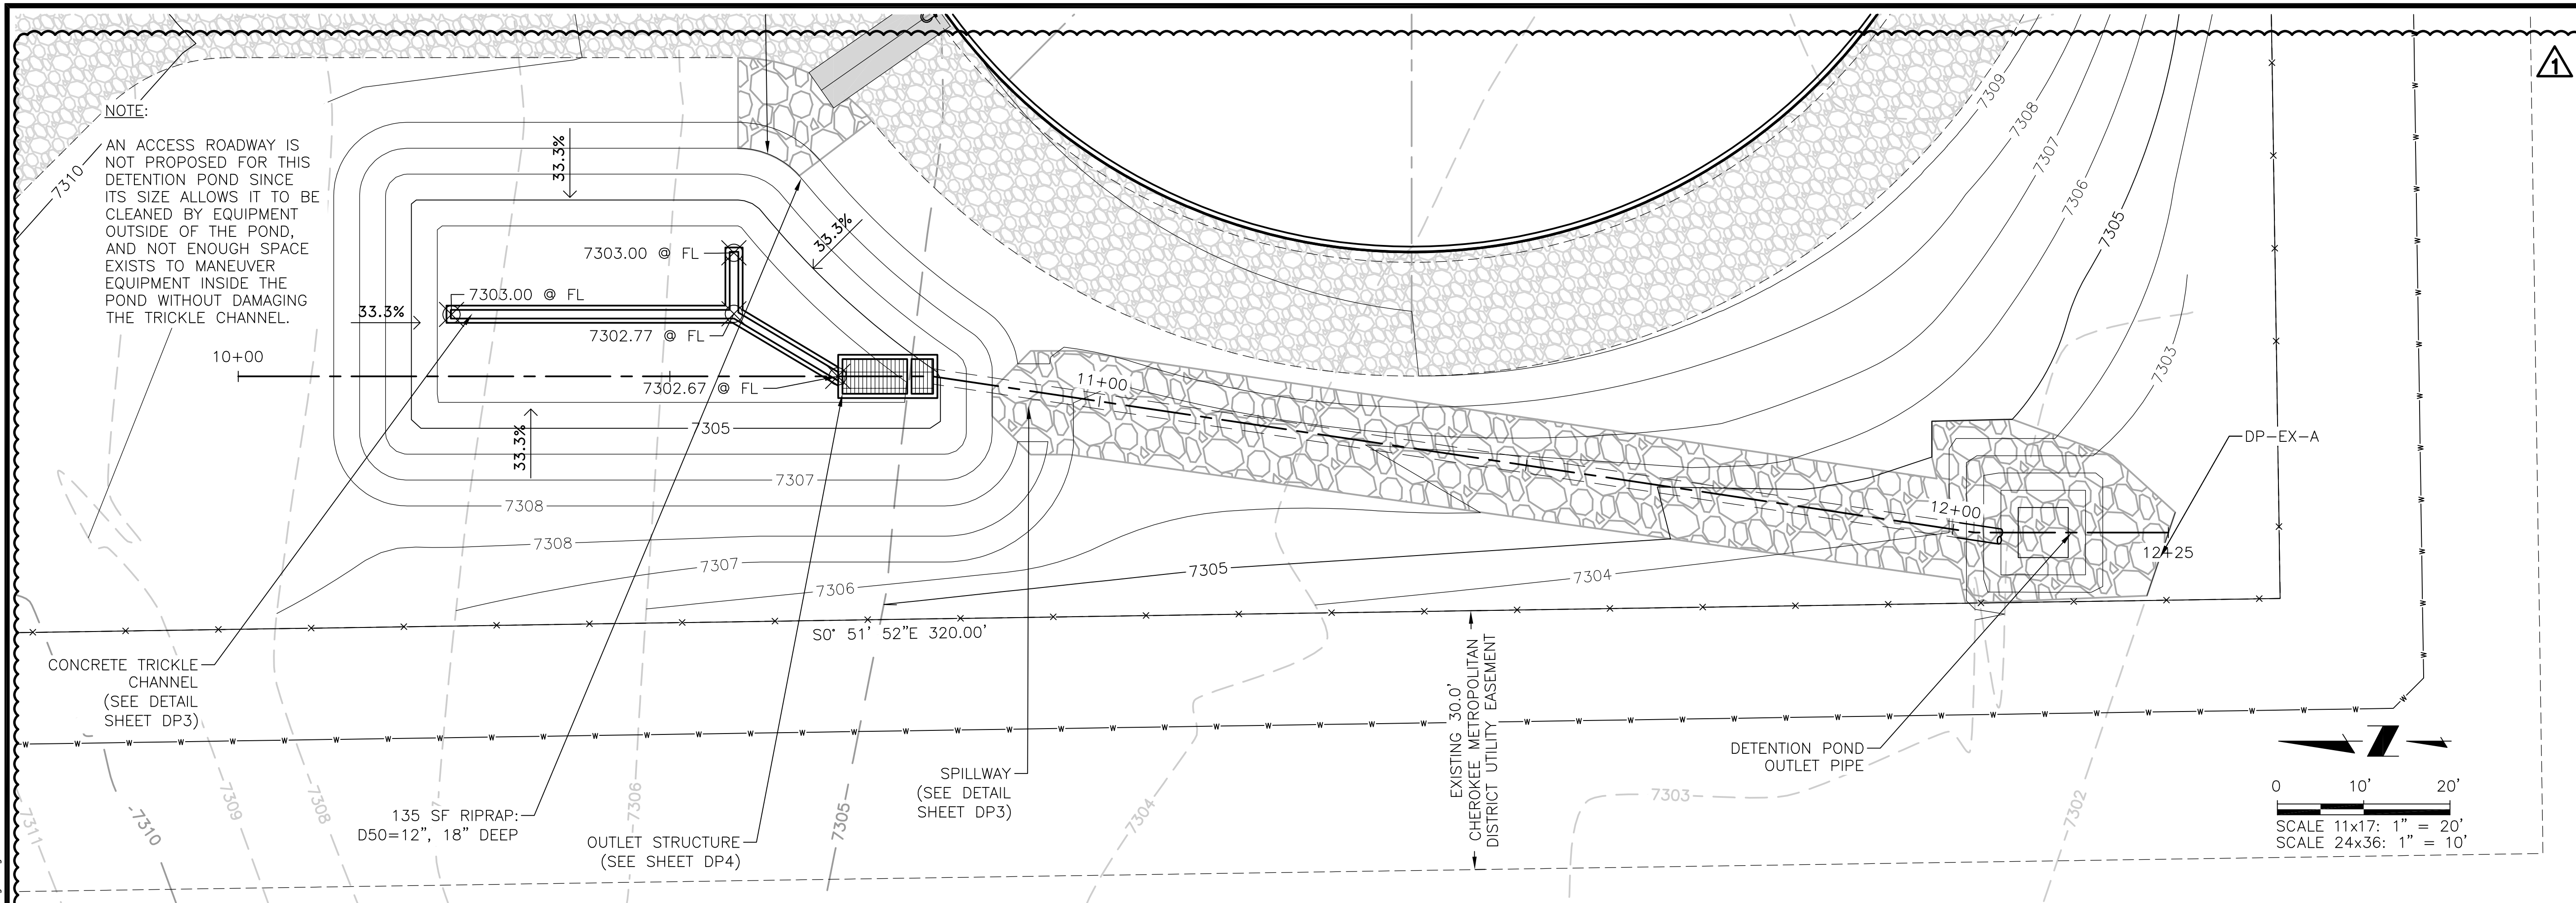 NOTE:
AN ACCESS ROADWAY IS
NOT PROPOSED FOR THIS
DETENTION POND SINCE
ITS SIZE ALLOWS IT TO BE
CLEANED BY EQUIPMENT
OUTSIDE OF THE POND,
AND NOT ENOUGH SPACE
EXISTS TO MANEUVER
EQUIPMENT INSIDE THE
POND WITHOUT DAMAGING
THE TRICKLE CHANNEL.
7310
33.3%
33.3%
33.3%
33.3%
7303.00 @ FL
7303.00 @ FL
7302.77 @ FL
7302.67 @ FL
10+00
11+00
12+00
12+25
7305
7307
7308
7308
7307
7306
7305
7304
7309
7308
7307
7306
7305
7303
1
DP-EX-A
S0° 51' 52"E 320.00'
CONCRETE TRICKLE
CHANNEL
(SEE DETAIL
SHEET DP3)
135 SF RIPRAP:
D50=12", 18" DEEP
OUTLET STRUCTURE
(SEE SHEET DP4)
SPILLWAY
(SEE DETAIL
SHEET DP3)
EXISTING 30.0'
CHEROKEE METROPOLITAN
DISTRICT UTILITY EASEMENT
DETENTION POND
OUTLET PIPE
7311
7310
7309
7308
7306
7305
7304
7303
7302
0 10' 20'
SCALE 11x17: 1" = 20'
SCALE 24x36: 1" = 10'